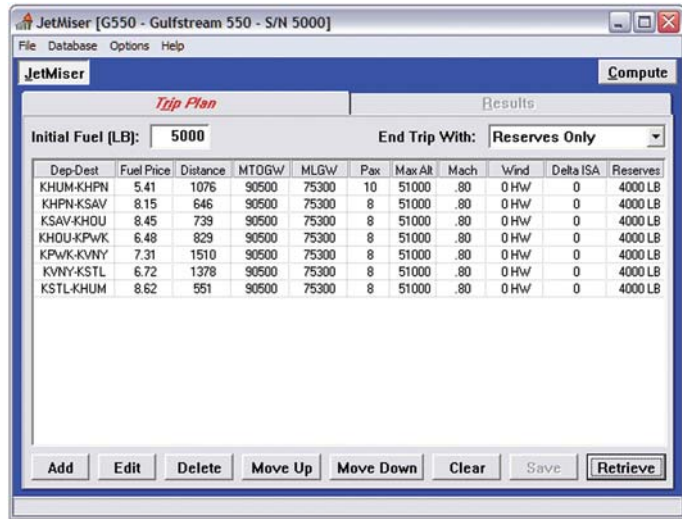 JetMiser [G550 - Gulfstream 550 - S/N 5000]
File Database Options Help
JetMiser Compute
Trip Plan Results
Initial Fuel (LB): 5000 End Trip With: Reserves Only
Dep-Dest Fuel Price Distance MTOGW MLGW Pax Max Alt Mach Wind Delta ISA Reserves
KHUM-KHPN 5.41 1076 90500 75300 10 51000 .80 0 HW 0 4000 LB
KHPN-KSAV 8.15 646 90500 75300 8 51000 .80 0 HW 0 4000 LB
KSAV-KHOU 8.45 739 90500 75300 8 51000 .80 0 HW 0 4000 LB
KHOU-KPWK 6.48 829 90500 75300 8 51000 .80 0 HW 0 4000 LB
KPWK-KVNY 7.31 1510 90500 75300 8 51000 .80 0 HW 0 4000 LB
KVNY-KSTL 6.72 1378 90500 75300 8 51000 .80 0 HW 0 4000 LB
KSTL-KHUM 8.62 551 90500 75300 8 51000 .80 0 HW 0 4000 LB
Add Edit Delete Move Up Move Down Clear Save Retrieve